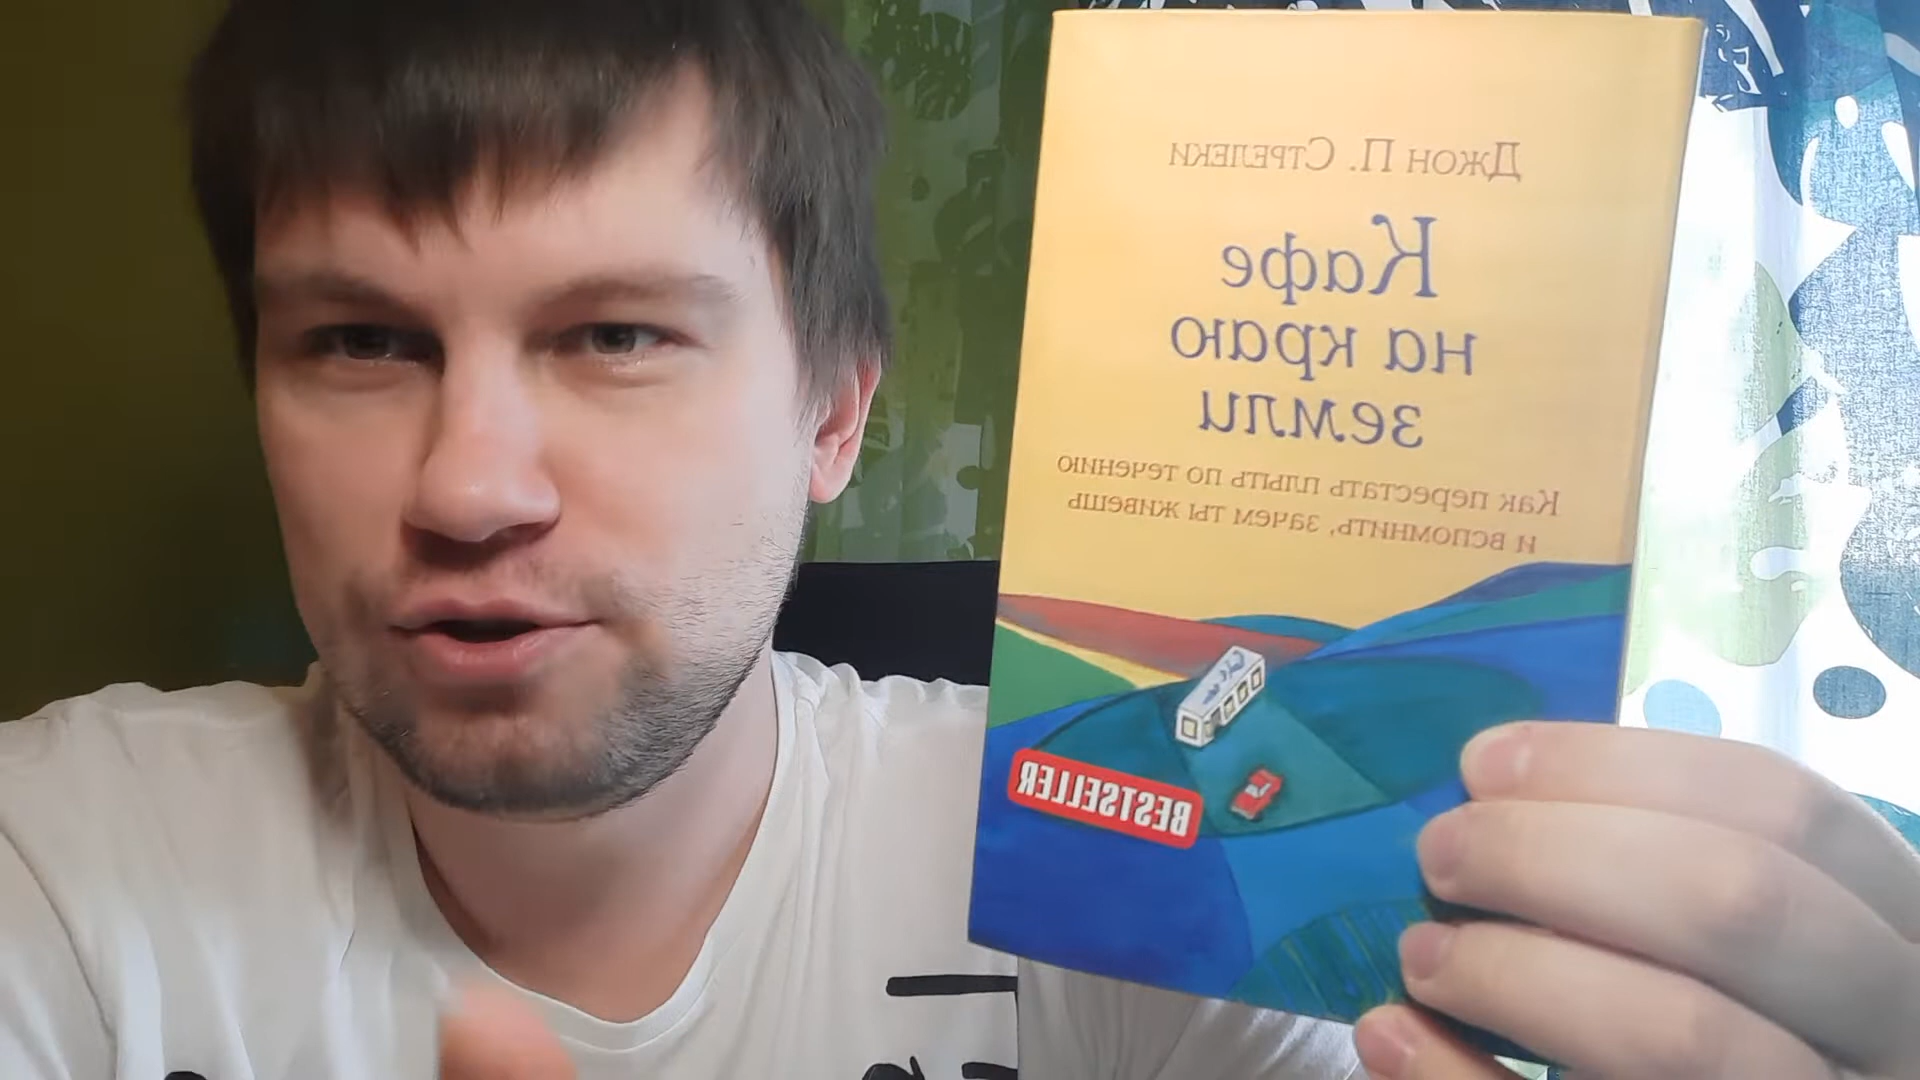 Джон П. Стрелеки
Кафе
на краю
земли
Как перестать плыть по течению
и вспомнить, зачем ты живешь
BESTSELLER